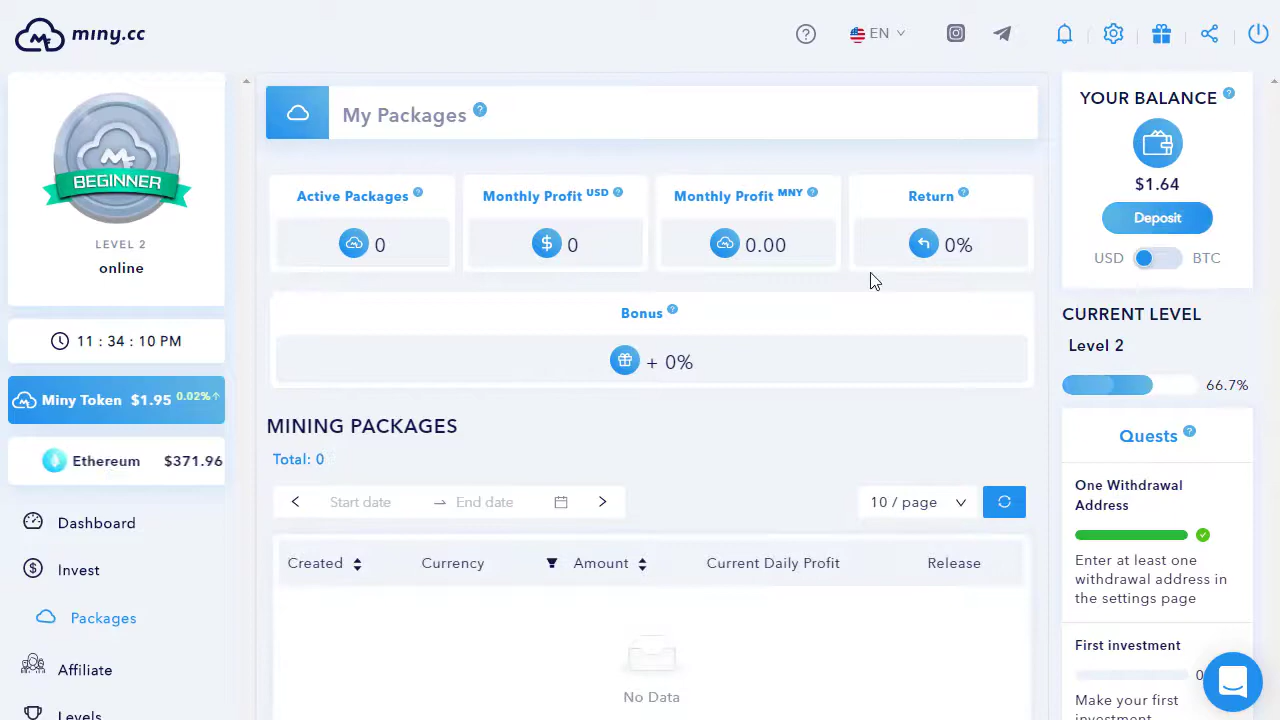 miny.cc
EN
BEGINNER
LEVEL 2
online
11 : 34 : 10 PM
Miny Token $1.95 0.02%↑
Ethereum $371.96
Dashboard
Invest
Packages
Affiliate
Levels
My Packages ?
Active Packages ?
0
Monthly Profit USD ?
0
Monthly Profit MNY ?
0.00
Return ?
0%
Bonus ?
+ 0%
MINING PACKAGES
Total: 0
Start date → End date
10 / page
Created Currency Amount Current Daily Profit Release
No Data
YOUR BALANCE ?
$1.64
Deposit
USD BTC
CURRENT LEVEL
Level 2
66.7%
Quests ?
One Withdrawal
Address
Enter at least one
withdrawal address in
the settings page
First investment
0
Make your first
investment